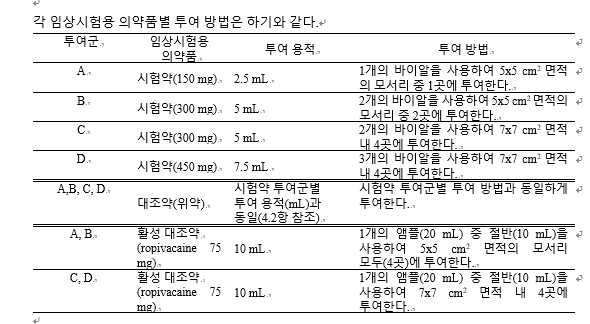 각 임상시험용 의약품별 투여 방법은 하기와 같다.
투여군 임상시험용 의약품 투여 용적 투여 방법
A 시험약(150 mg) 2.5 mL 1개의 바이알을 사용하여 5x5 cm² 면적
의 모서리 중 1곳에 투여한다.
B 시험약(300 mg) 5 mL 2개의 바이알을 사용하여 5x5 cm² 면적의
모서리 중 2곳에 투여한다.
C 시험약(300 mg) 5 mL 2개의 바이알을 사용하여 7x7 cm² 면적
내 4곳에 투여한다.
D 시험약(450 mg) 7.5 mL 3개의 바이알을 사용하여 7x7 cm² 면적
내 4곳에 투여한다.
A,B, C, D 대조약(위약) 시험약 투여군별 투여 용적(mL)과 동일(4.2항 참조) 시험약 투여군별 투여 방법과 동일하게
투여한다.
A, B 활성 대조약 (ropivacaine 75 mg) 10 mL 1개의 앰플(20 mL) 중 절반(10 mL)을
사용하여 5x5 cm² 면적의 모서리
모두(4곳)에 투여한다.
C, D 활성 대조약 (ropivacaine 75 mg) 10 mL 1개의 앰플(20 mL) 중 절반(10 mL)을
사용하여 7x7 cm² 면적 내 4곳에
투여한다.